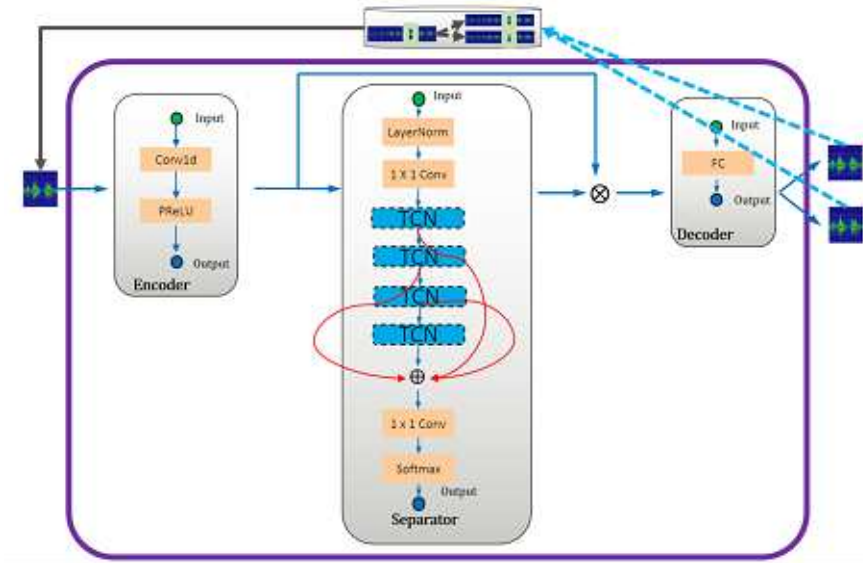 Input
Conv1d
PReLU
Output
Encoder
Input
LayerNorm
1 X 1 Conv
TCN
TCN
TCN
TCN
1 x 1 Conv
Softmax
Output
Separator
Input
FC
Output
Decoder